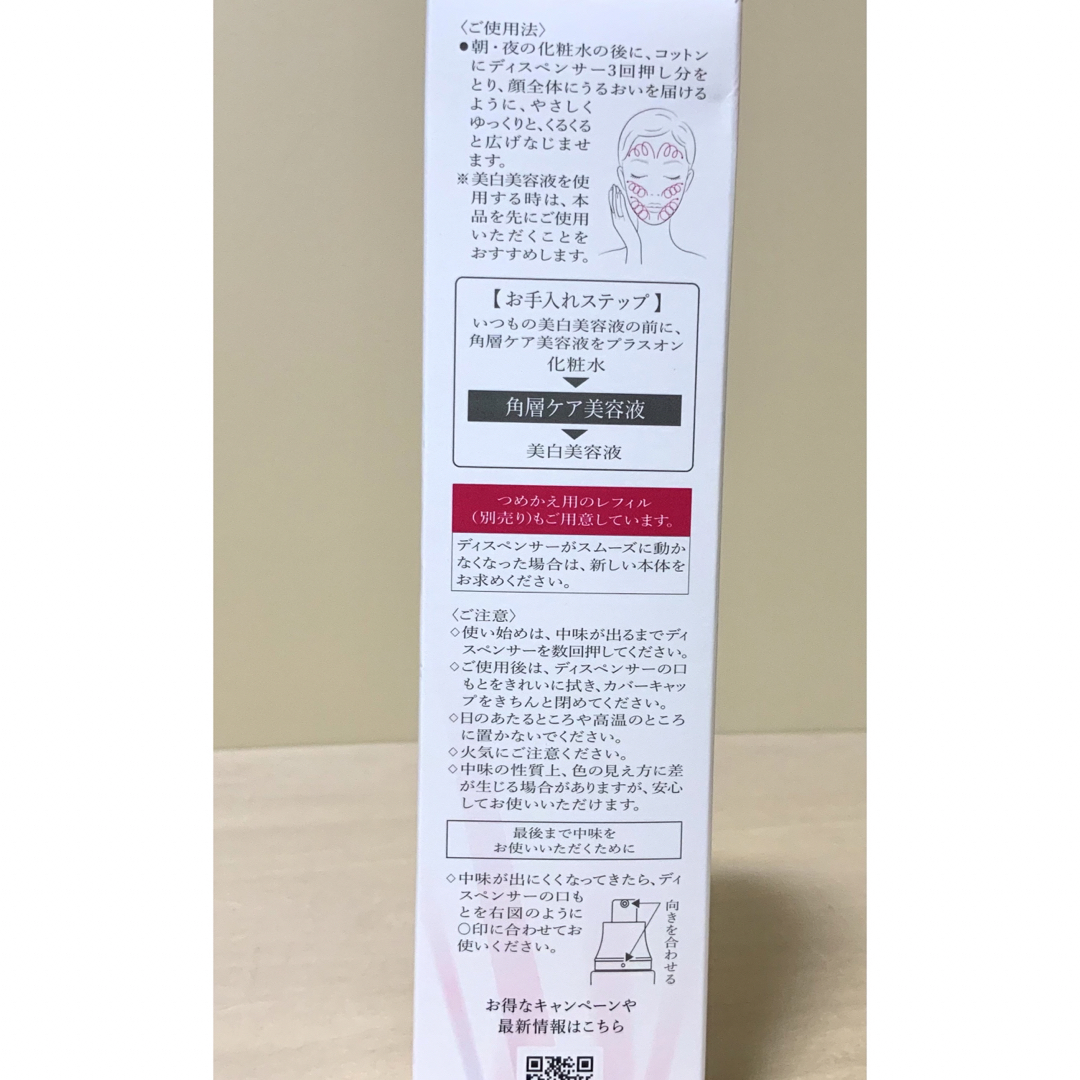 〈ご使用法〉
●朝・夜の化粧水の後に、コットン
にディスペンサー3回押し分を
とり、顔全体にうるおいを届ける
ように、やさしく
ゆっくりと、くるくる
と広げなじませ
ます。
※美白美容液を使
用する時は、本
品を先にご使用
いただくことを
おすすめします。
【お手入れステップ】
いつもの美白美容液の前に、
角層ケア美容液をプラスオン
化粧水
角層ケア美容液
美白美容液
つめかえ用のレフィル
(別売り)もご用意しています。
ディスペンサーがスムーズに動か
なくなった場合は、新しい本体を
お求めください。
〈ご注意〉
◇使い始めは、中味が出るまでディ
スペンサーを数回押してください。
◇ご使用後は、ディスペンサーの口
もとをきれいに拭き、カバーキャッ
プをきちんと閉めてください。
◇日のあたるところや高温のところ
に置かないでください。
◇火気にご注意ください。
◇中味の性質上、色の見え方に差
が生じる場合がありますが、安心
してお使いいただけます。
最後まで中味を
お使いいただくために
◇中味が出にくくなってきたら、ディ
スペンサーの口も
とを右図のように
○印に合わせてお
使いください。
向きを合わせる
お得なキャンペーンや
最新情報はこちら